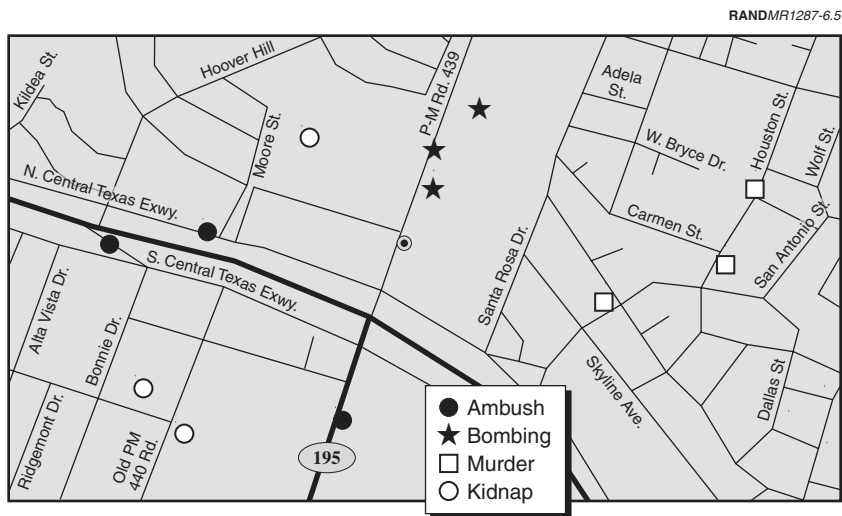 RANDMR1287-6.5
Kildea St.
Hoover Hill
Moore St.
P-M Rd. 439
Adela
St.
W. Bryce Dr.
Houston St.
Wolf St.
N. Central Texas Exwy.
S. Central Texas Exwy.
Carmen St.
San Antonio St.
Santa Rosa Dr.
Alta Vista Dr.
Bonnie Dr.
Skyline Ave.
Dallas St.
Ridgemont Dr.
Old PM
440 Rd.
195
Ambush
Bombing
Murder
Kidnap